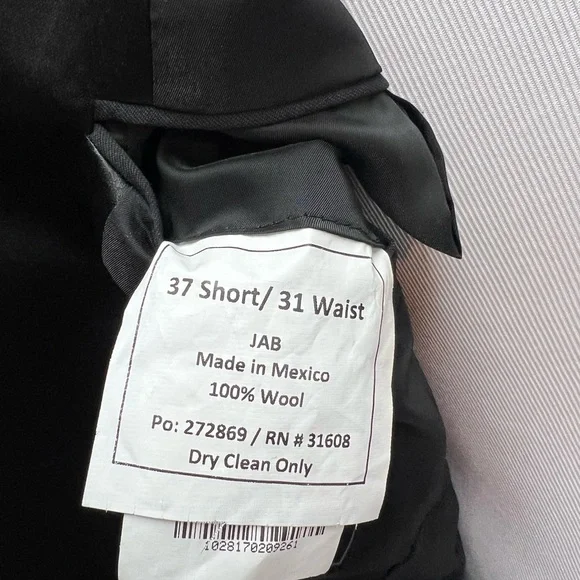 37 Short/ 31 Waist
JAB
Made in Mexico
100% Wool
Po: 272869 / RN # 31608
Dry Clean Only
1028170209261